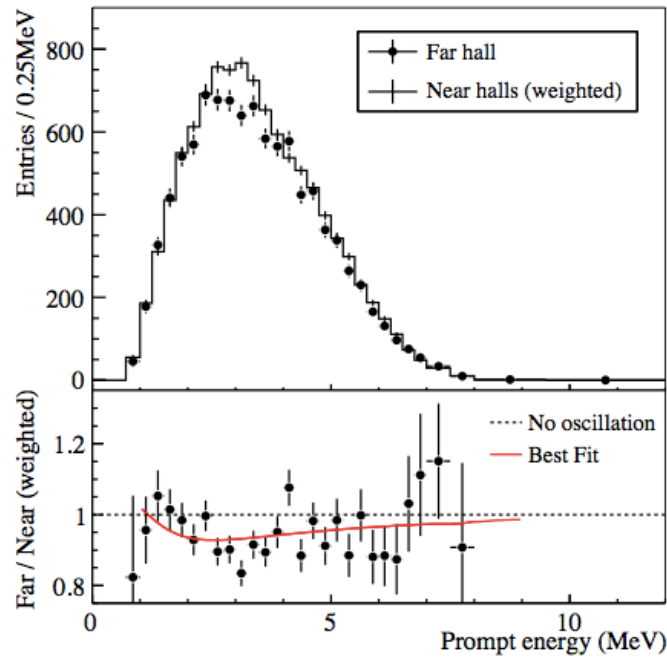 Entries / 0.25MeV
800
600
400
200
0
Far hall
Near halls (weighted)
Far / Near (weighted)
1.2
1
0.8
No oscillation
Best Fit
0 5 10
Prompt energy (MeV)